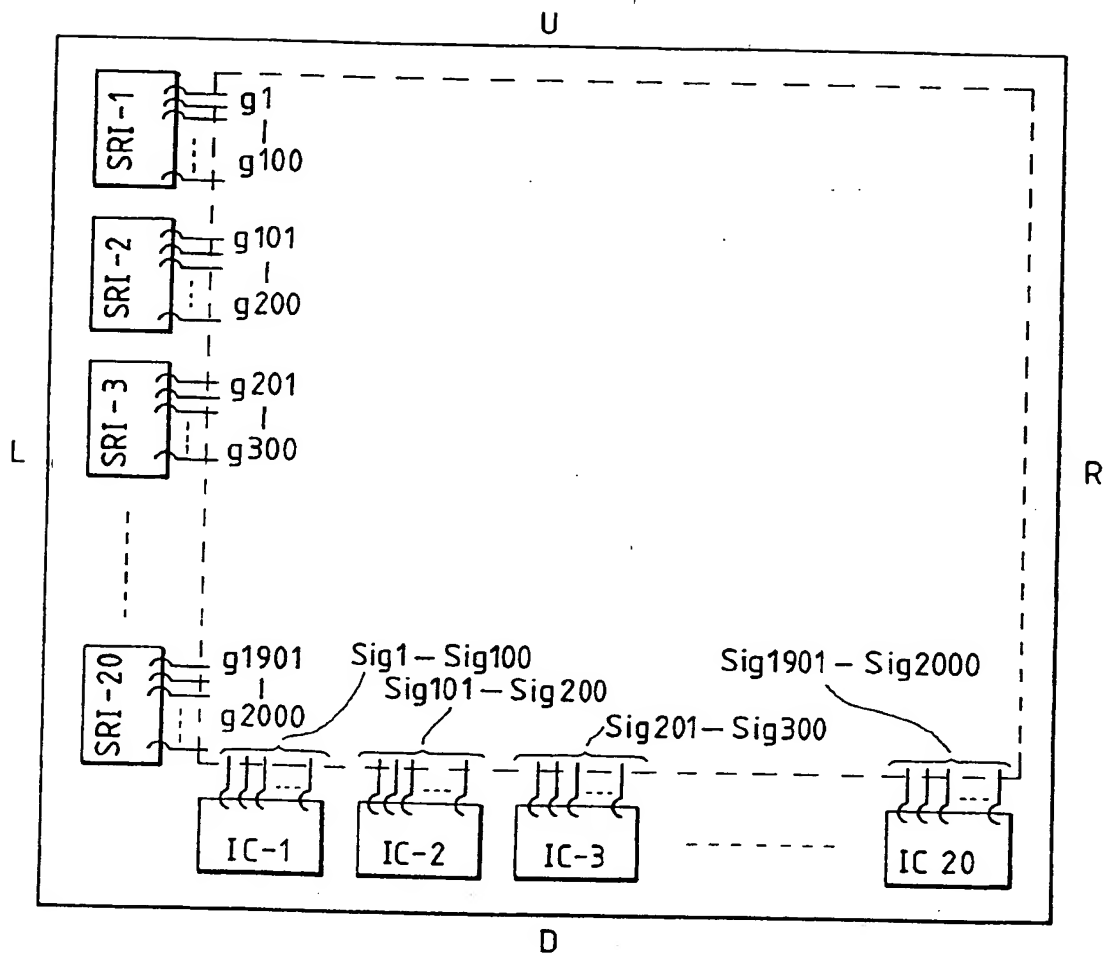 U
SRI-1
g1
g100
SRI-2
g101
g200
SRI-3
g201
g300
L
R
SRI-20
g1901
g2000
Sig1–Sig100
Sig101–Sig200
Sig201–Sig300
Sig1901–Sig2000
IC-1
IC-2
IC-3
IC 20
D